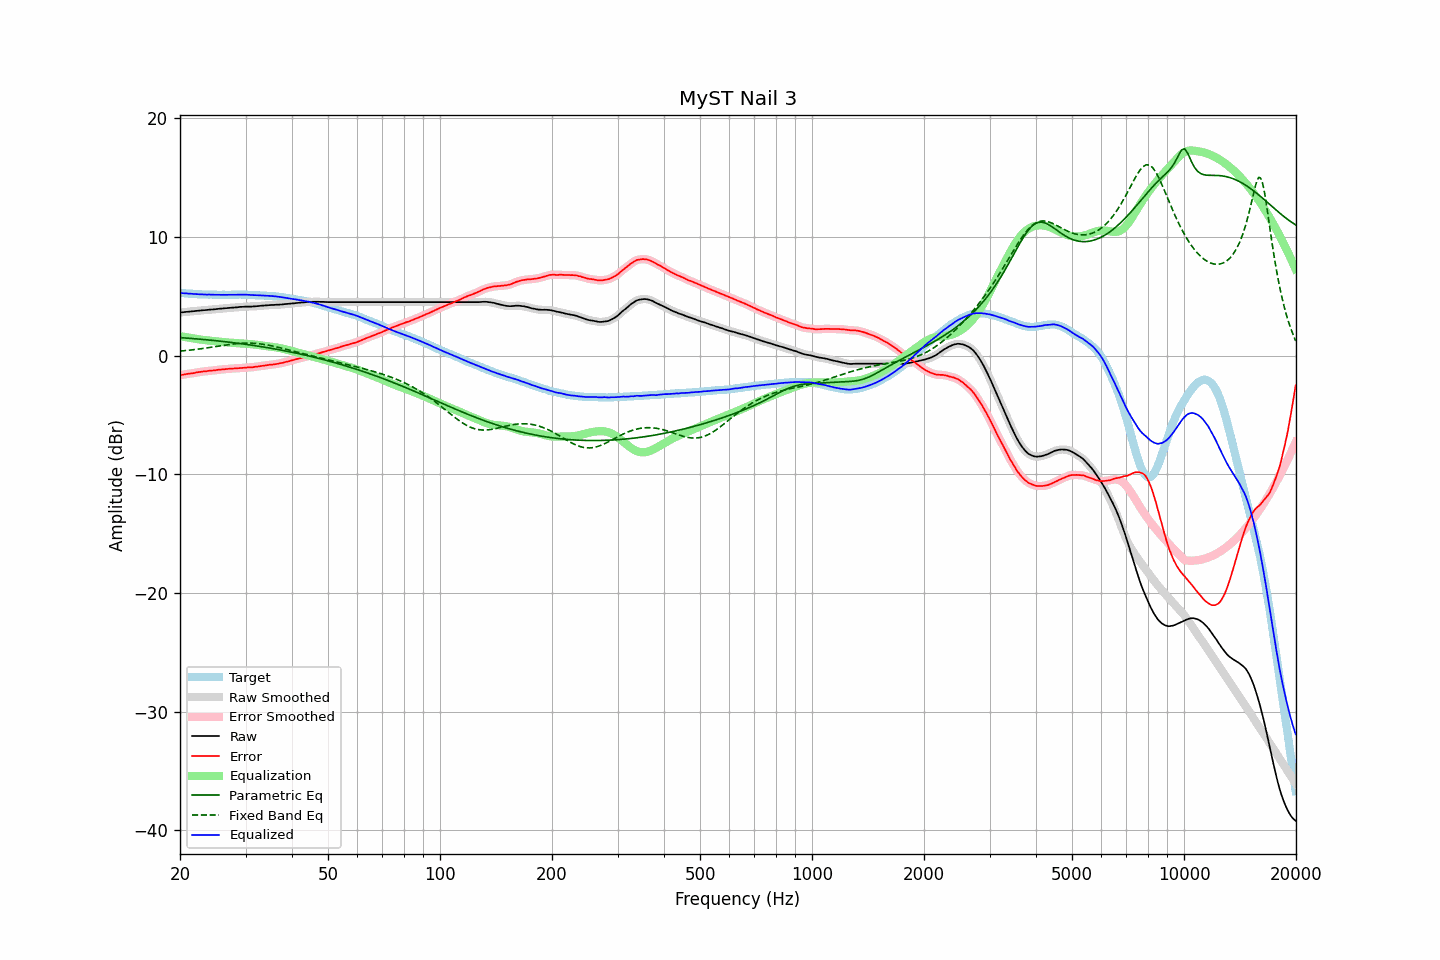 MyST Nail 3
20
10
0
−10
−20
−30
−40
Amplitude (dBr)
Target
Raw Smoothed
Error Smoothed
Raw
Error
Equalization
Parametric Eq
Fixed Band Eq
Equalized
20 50 100 200 500 1000 2000 5000 10000 20000
Frequency (Hz)